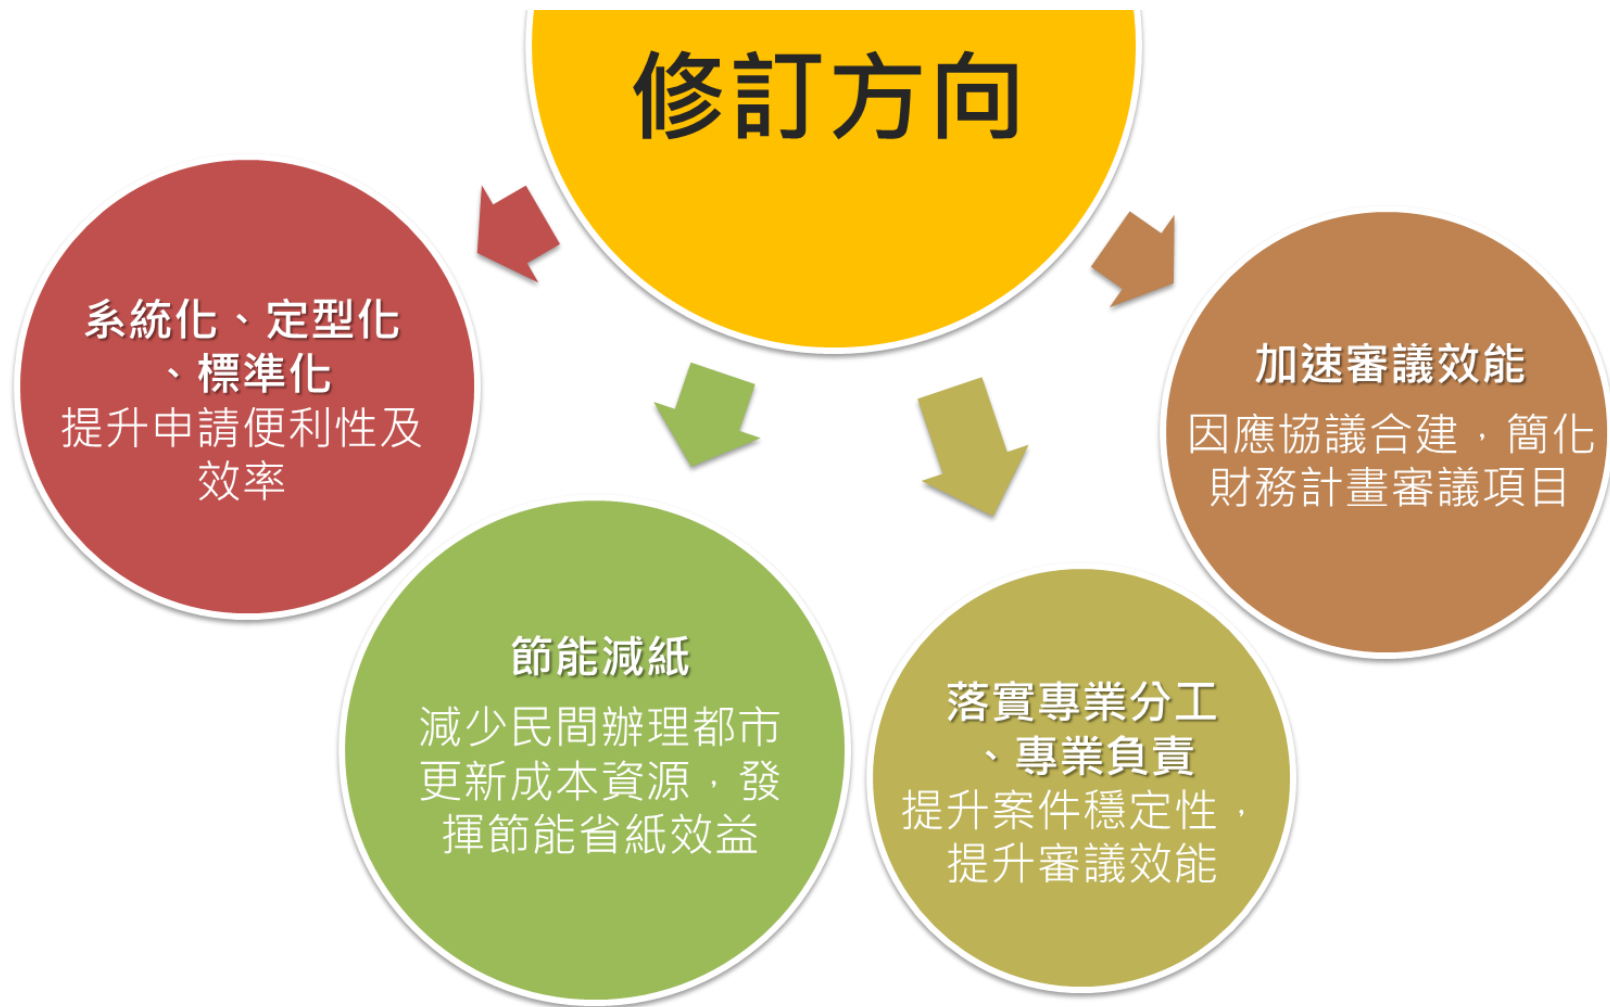 修訂方向
系統化、定型化
、標準化
提升申請便利性及
效率
節能減紙
減少民間辦理都市
更新成本資源，發
揮節能省紙效益
落實專業分工
、專業負責
提升案件穩定性，
提升審議效能
加速審議效能
因應協議合建，簡化
財務計畫審議項目